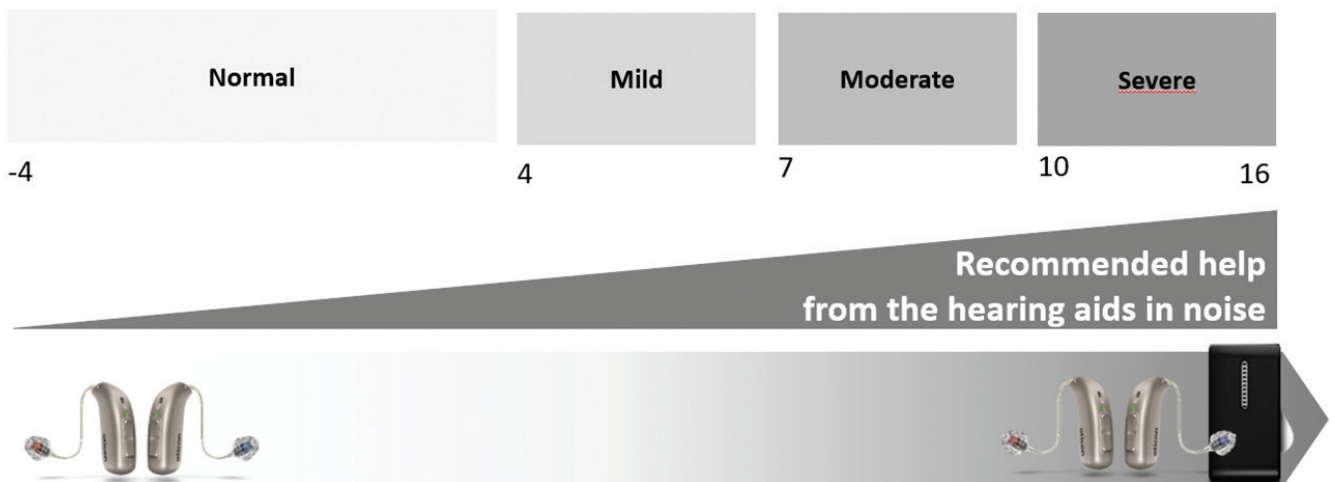 Normal
Mild
Moderate
Severe
-4
4
7
10
16
Recommended help
from the hearing aids in noise